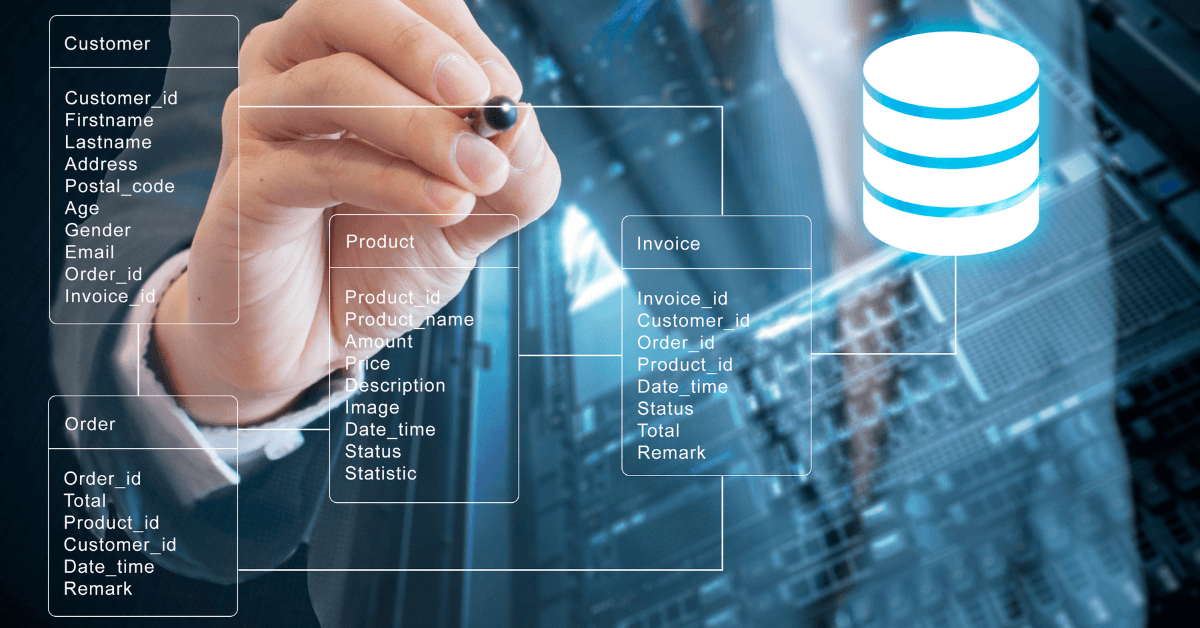 Customer
Customer_id
Firstname
Lastname
Address
Postal_code
Age
Gender
Email
Order_id
Invoice_id
Product
Product_id
Product_name
Amount
Price
Description
Image
Date_time
Status
Statistic
Invoice
Invoice_id
Customer_id
Order_id
Product_id
Date_time
Status
Total
Remark
Order
Order_id
Total
Product_id
Customer_id
Date_time
Remark